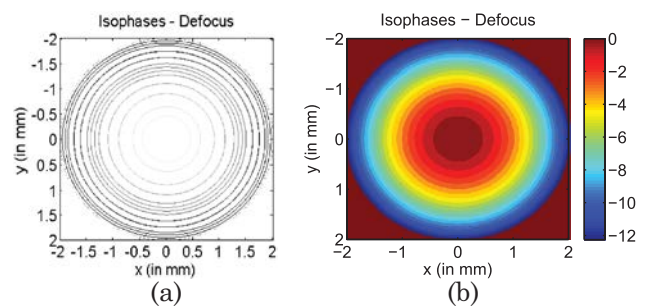 Isophases - Defocus
-2
-1.5
-1
-0.5
0
0.5
1
1.5
2
y (in mm)
-2 -1.5 -1 -0.5 0 0.5 1 1.5 2
x (in mm)
(a)
Isophases − Defocus
−2
−1
0
1
2
y (in mm)
−2 −1 0 1 2
x (in mm)
0
−2
−4
−6
−8
−10
−12
(b)